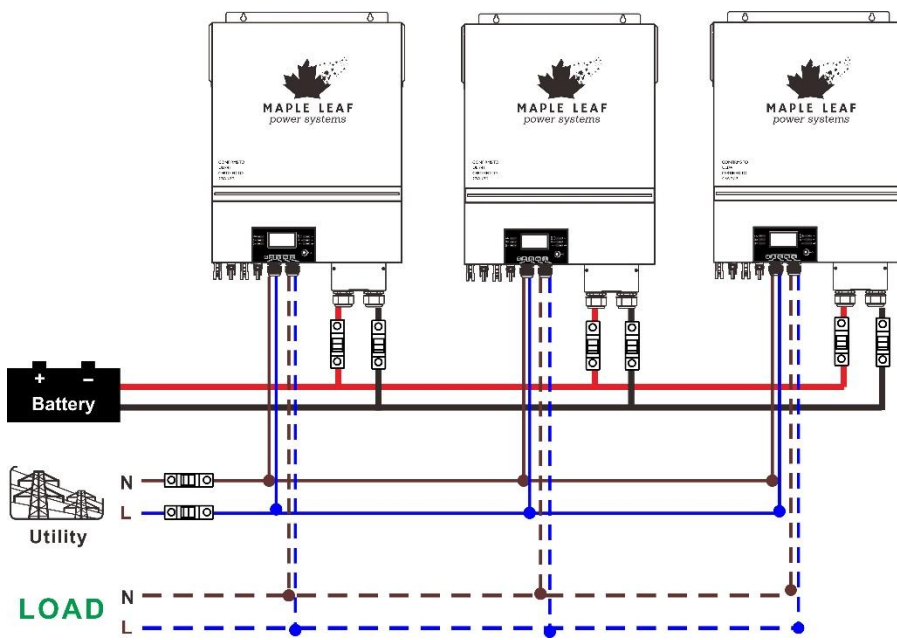 MAPLE LEAF
power systems
MAPLE LEAF
power systems
MAPLE LEAF
power systems
+ −
Battery
N
L
Utility
LOAD
N
L